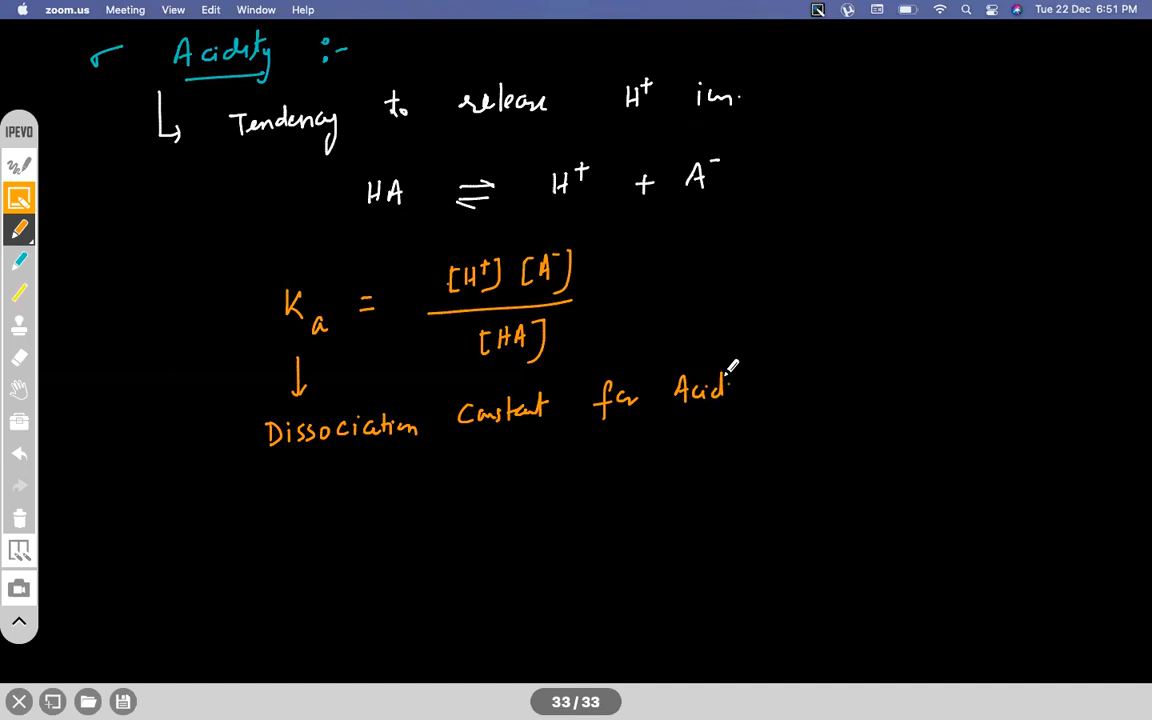 zoom.us Meeting View Edit Window Help Tue 22 Dec 6:51 PM
Acidity :-
Tendency to release H+ ion.
HA ⇌ H+ + A-
IPEVO
Ka = [H+] [A-]
[HA]
Dissociation Constant for Acid.
33/33